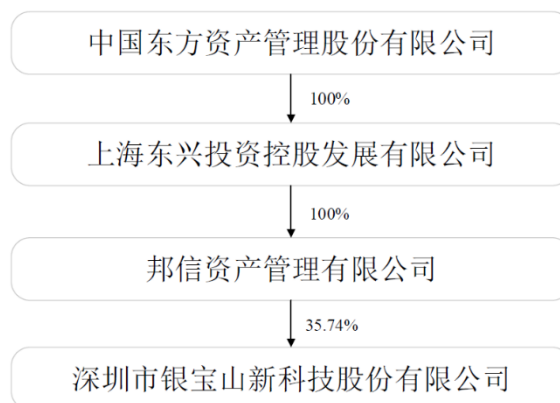 中国东方资产管理股份有限公司
100%
上海东兴投资控股发展有限公司
100%
邦信资产管理有限公司
35.74%
深圳市银宝山新科技股份有限公司